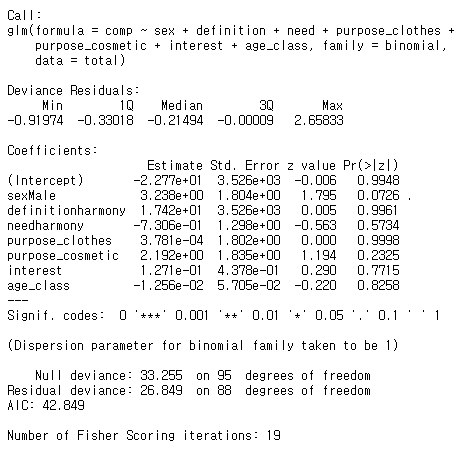 Call:
glm(formula = comp ~ sex + definition + need + purpose_clothes +
    purpose_cosmetic + interest + age_class, family = binomial,
    data = total)

Deviance Residuals:
     Min        1Q    Median        3Q       Max
-0.91974  -0.33018  -0.21494  -0.00009   2.65833

Coefficients:
                    Estimate Std. Error z value Pr(>|z|)
(Intercept)       -2.277e+01  3.526e+03  -0.006   0.9948
sexMale            3.238e+00  1.804e+00   1.795   0.0726 .
definitionharmony  1.742e+01  3.526e+03   0.005   0.9961
needharmony       -7.306e-01  1.298e+00  -0.563   0.5734
purpose_clothes    3.781e-04  1.802e+00   0.000   0.9998
purpose_cosmetic   2.192e+00  1.835e+00   1.194   0.2325
interest           1.271e-01  4.378e-01   0.290   0.7715
age_class         -1.256e-02  5.705e-02  -0.220   0.8258
---
Signif. codes:  0 '***' 0.001 '**' 0.01 '*' 0.05 '.' 0.1 ' ' 1

(Dispersion parameter for binomial family taken to be 1)

    Null deviance: 33.255  on 95  degrees of freedom
Residual deviance: 26.849  on 88  degrees of freedom
AIC: 42.849

Number of Fisher Scoring iterations: 19